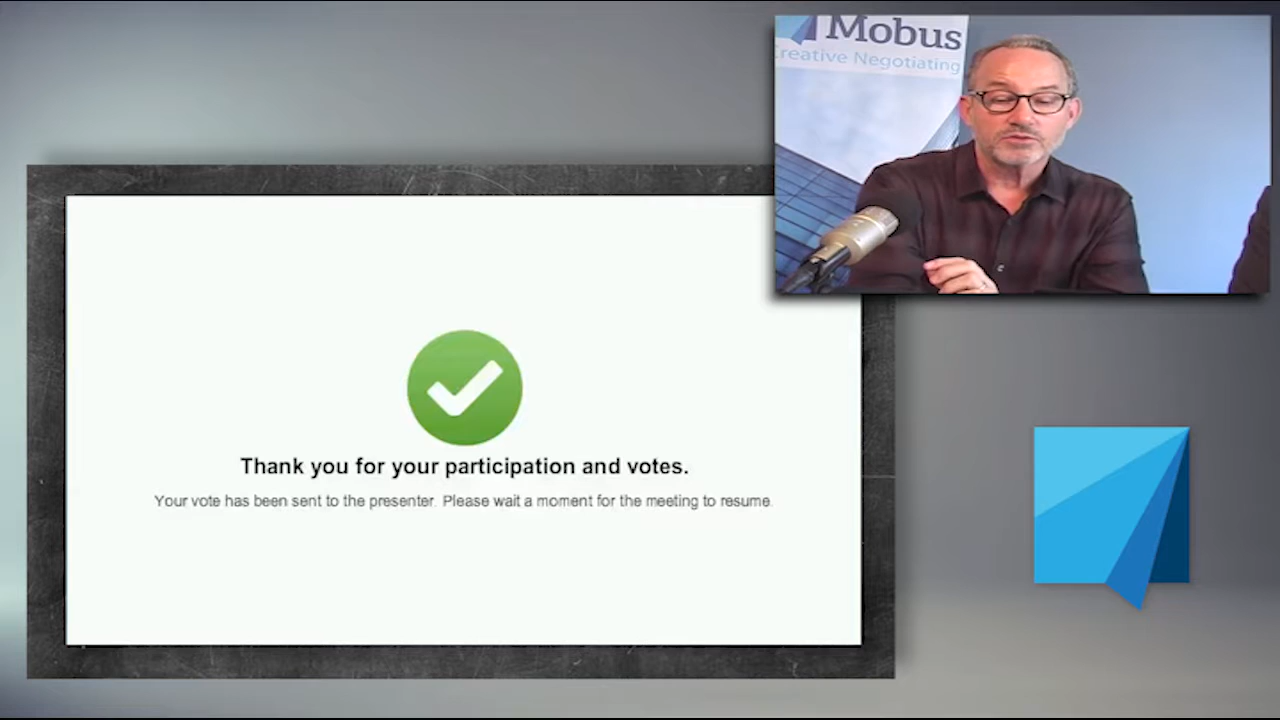 Mobus
Creative Negotiating
Thank you for your participation and votes.
Your vote has been sent to the presenter. Please wait a moment for the meeting to resume.